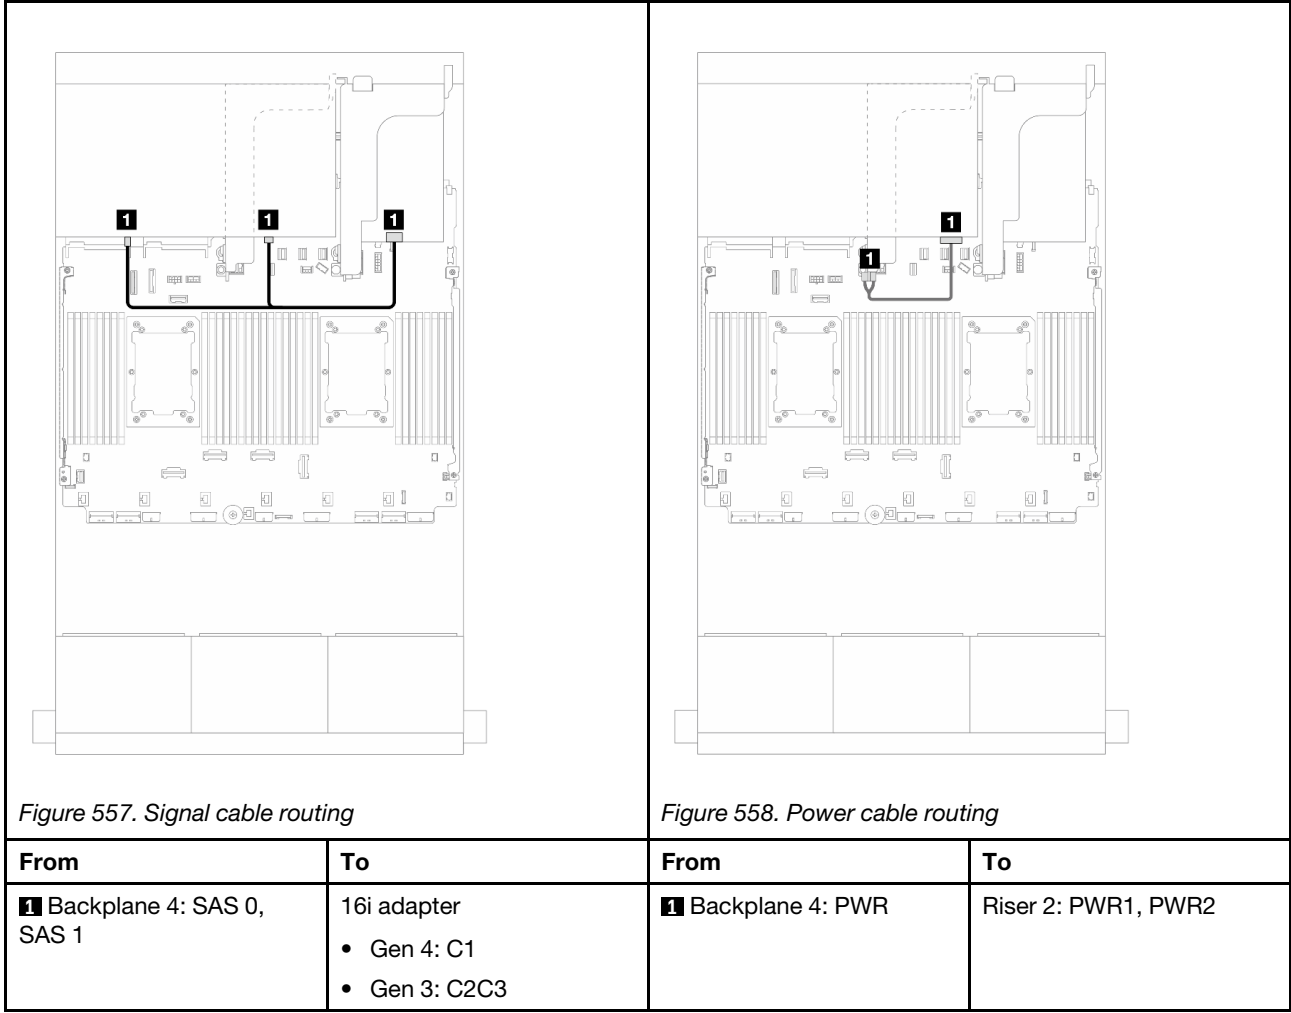 1 1 1
1
1
Figure 557. Signal cable routing
Figure 558. Power cable routing
From To From To
1 Backplane 4: SAS 0,
SAS 1
16i adapter
• Gen 4: C1
• Gen 3: C2C3
1 Backplane 4: PWR
Riser 2: PWR1, PWR2